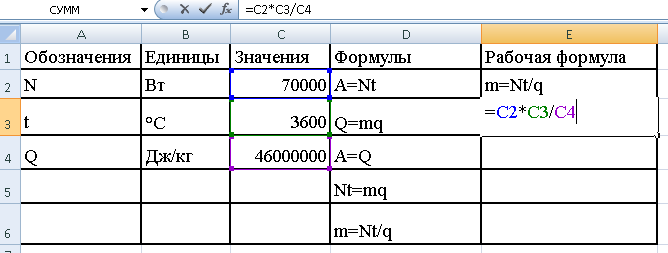 СУММ =C2*C3/C4
A B C D E
1 Обозначения Единицы Значения Формулы Рабочая формула
2 N Вт 70000 A=Nt m=Nt/q
3 t °C 3600 Q=mq =C2*C3/C4
4 Q Дж/кг 46000000 A=Q
5 Nt=mq
6 m=Nt/q